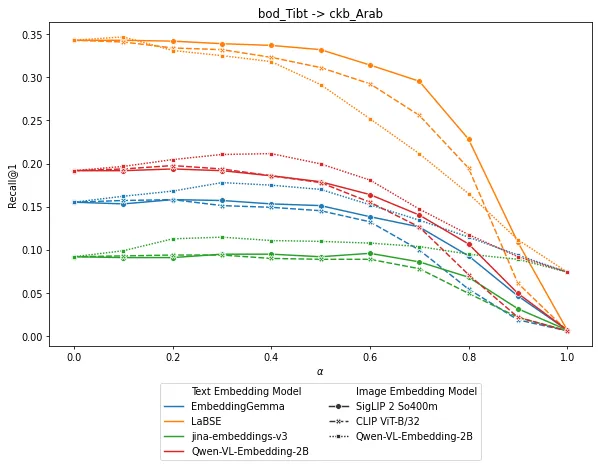 bod_Tibt -> ckb_Arab
0.35
0.30
0.25
0.20
0.15
0.10
0.05
0.00
Recall@1
0.0 0.2 0.4 0.6 0.8 1.0
α
Text Embedding Model
EmbeddingGemma
LaBSE
jina-embeddings-v3
Qwen-VL-Embedding-2B
Image Embedding Model
SigLIP 2 So400m
CLIP ViT-B/32
Qwen-VL-Embedding-2B